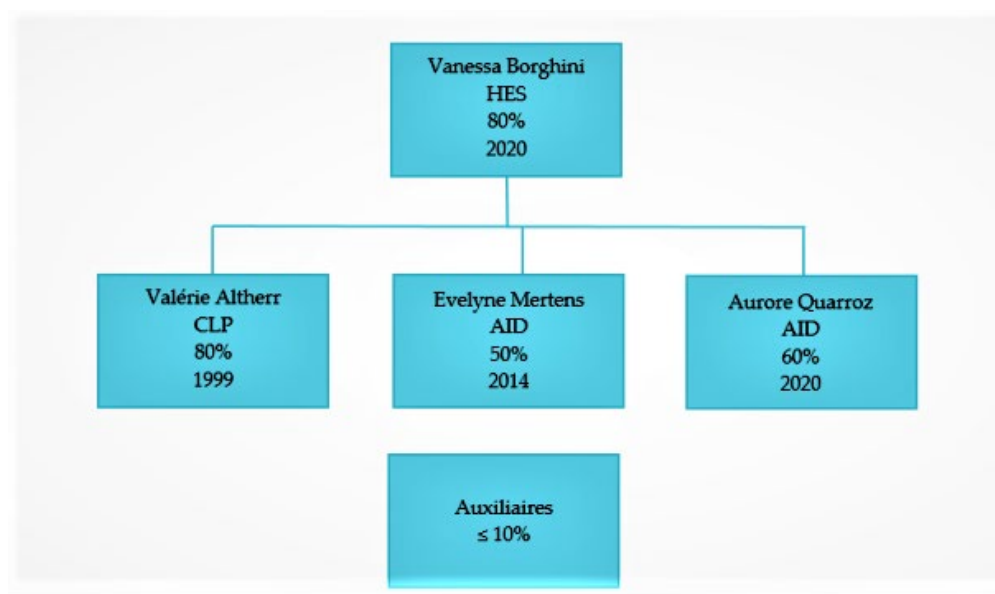 Vanessa Borghini
HES
80%
2020
Valérie Altherr
CLP
80%
1999
Evelyne Mertens
AID
50%
2014
Aurore Quarroz
AID
60%
2020
Auxiliaires
≤ 10%